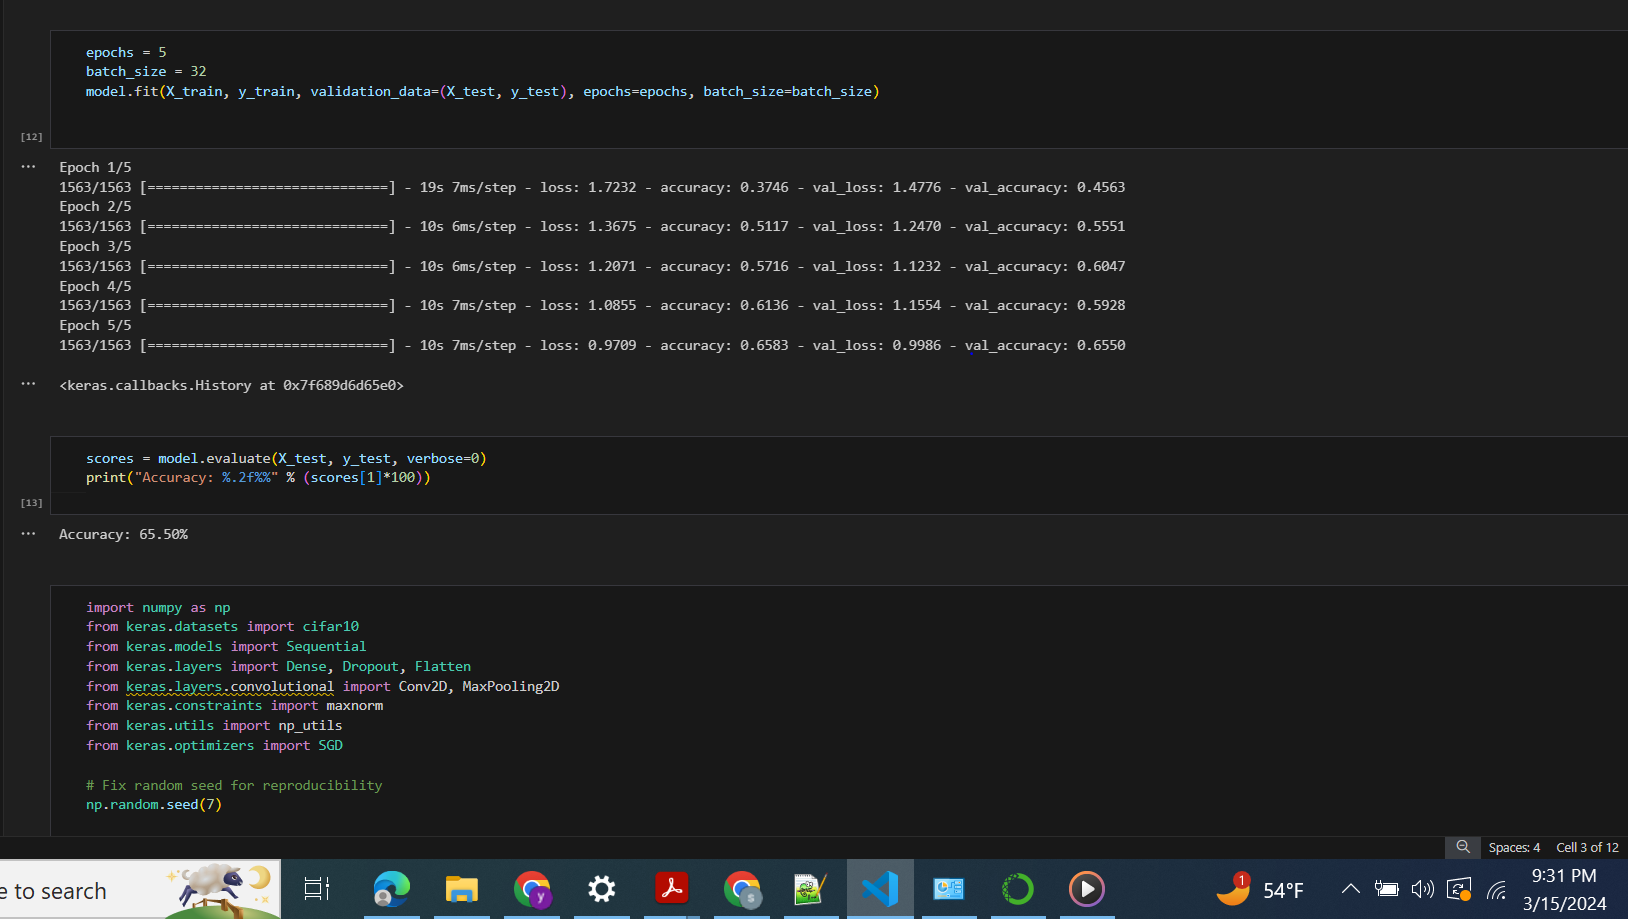 epochs = 5
batch_size = 32
model.fit(X_train, y_train, validation_data=(X_test, y_test), epochs=epochs, batch_size=batch_size)
[12]
Epoch 1/5
1563/1563 [==============================] - 19s 7ms/step - loss: 1.7232 - accuracy: 0.3746 - val_loss: 1.4776 - val_accuracy: 0.4563
Epoch 2/5
1563/1563 [==============================] - 10s 6ms/step - loss: 1.3675 - accuracy: 0.5117 - val_loss: 1.2470 - val_accuracy: 0.5551
Epoch 3/5
1563/1563 [==============================] - 10s 6ms/step - loss: 1.2071 - accuracy: 0.5716 - val_loss: 1.1232 - val_accuracy: 0.6047
Epoch 4/5
1563/1563 [==============================] - 10s 7ms/step - loss: 1.0855 - accuracy: 0.6136 - val_loss: 1.1554 - val_accuracy: 0.5928
Epoch 5/5
1563/1563 [==============================] - 10s 7ms/step - loss: 0.9709 - accuracy: 0.6583 - val_loss: 0.9986 - val_accuracy: 0.6550
<keras.callbacks.History at 0x7f689d6d65e0>
scores = model.evaluate(X_test, y_test, verbose=0)
print("Accuracy: %.2f%%" % (scores[1]*100))
[13]
Accuracy: 65.50%
import numpy as np
from keras.datasets import cifar10
from keras.models import Sequential
from keras.layers import Dense, Dropout, Flatten
from keras.layers.convolutional import Conv2D, MaxPooling2D
from keras.constraints import maxnorm
from keras.utils import np_utils
from keras.optimizers import SGD
# Fix random seed for reproducibility
np.random.seed(7)
Spaces: 4 Cell 3 of 12
e to search
y
s
1
54°F
9:31 PM
3/15/2024